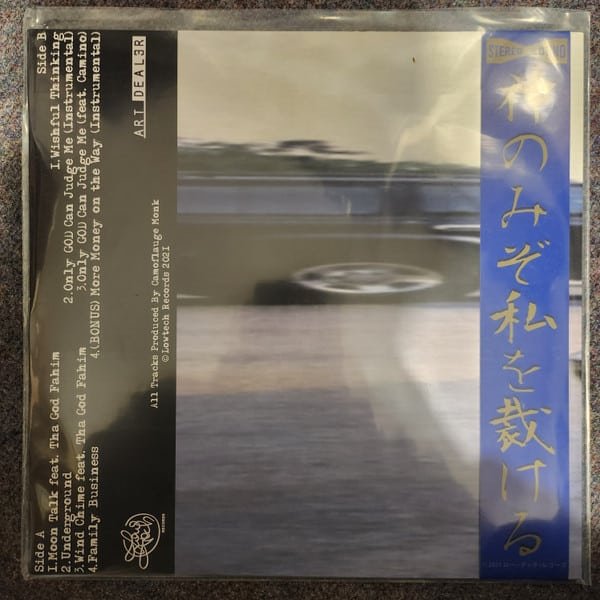 Side A
1.Moon Talk feat. Tha God Fahim
2.Underground
3.Wind Chime feat. Tha God Fahim
4.Family Business
Side B
1.Wishful Thinking
2.Only GOD Can Judge Me (Instrumental)
3.Only GOD Can Judge Me (feat. Camino)
4.(BONUS) More Money on the Way (Instrumental)
ART DEAL3R
All Tracks Produced By Camoflauge Monk
©Lowtech Records 2021
STEREO
神のみぞ私を裁ける